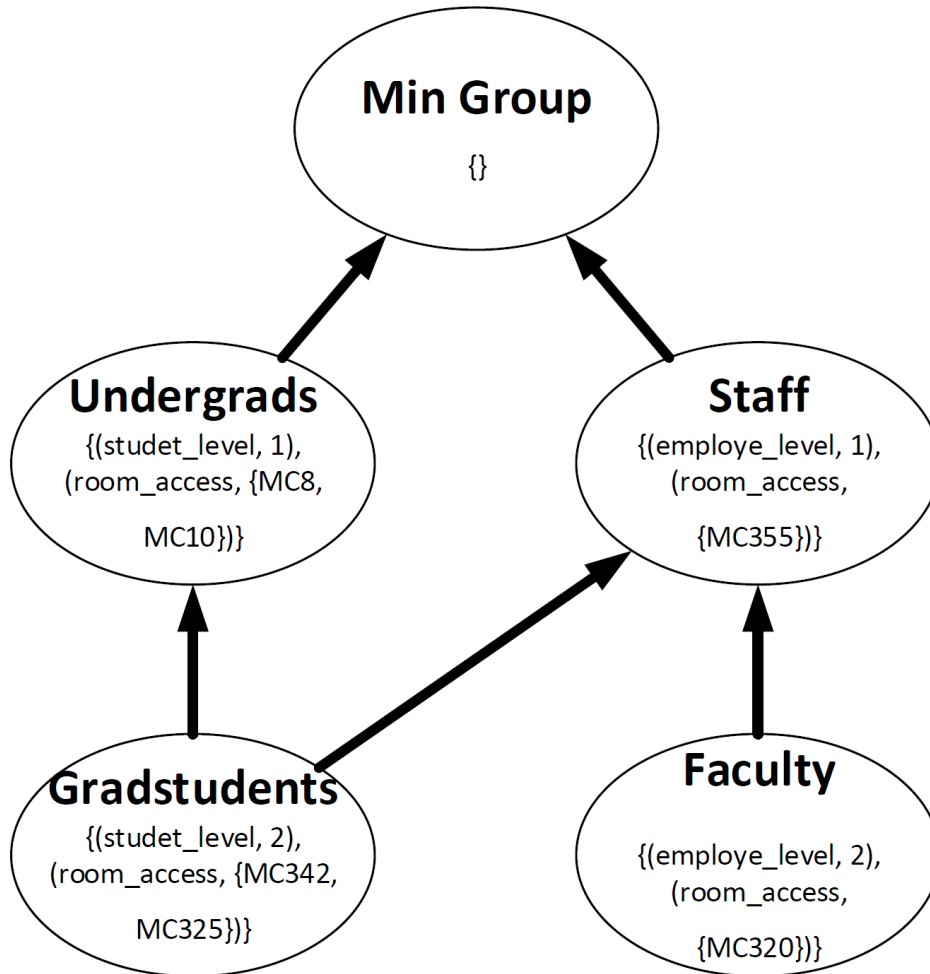 Min Group
{}
Undergrads
{(studet_level, 1),
(room_access, {MC8,
MC10})}
Staff
{(employe_level, 1),
(room_access,
{MC355})}
Gradstudents
{(studet_level, 2),
(room_access, {MC342,
MC325})}
Faculty
{(employe_level, 2),
(room_access,
{MC320})}